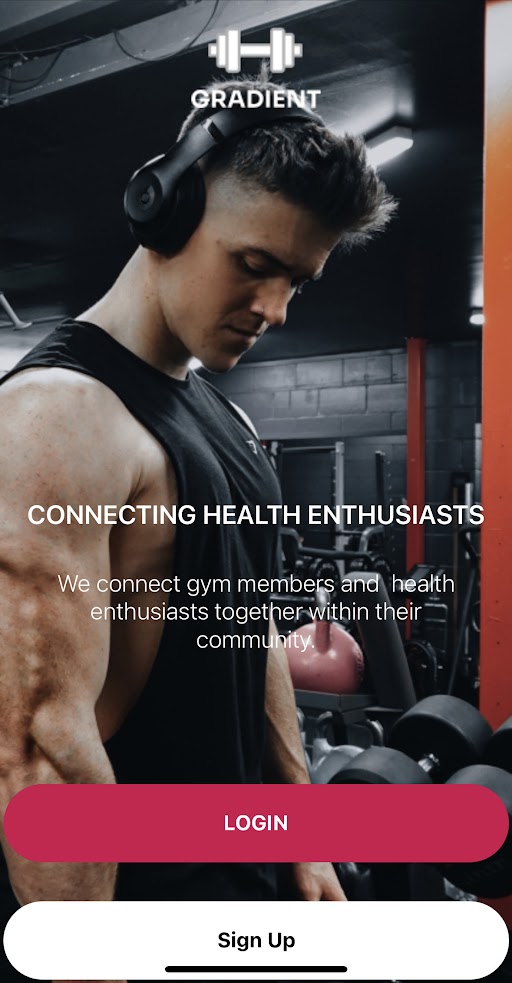 GRADIENT
CONNECTING HEALTH ENTHUSIASTS
We connect gym members and  health
enthusiasts together within their
community.
LOGIN
Sign Up